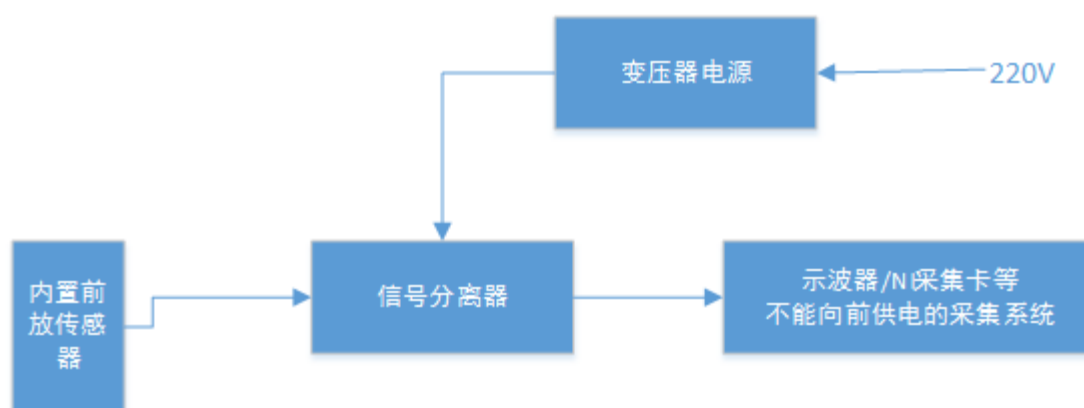 变压器电源
220V
内置前
放传感
器
信号分离器
示波器/NI采集卡等
不能向前供电的采集系统